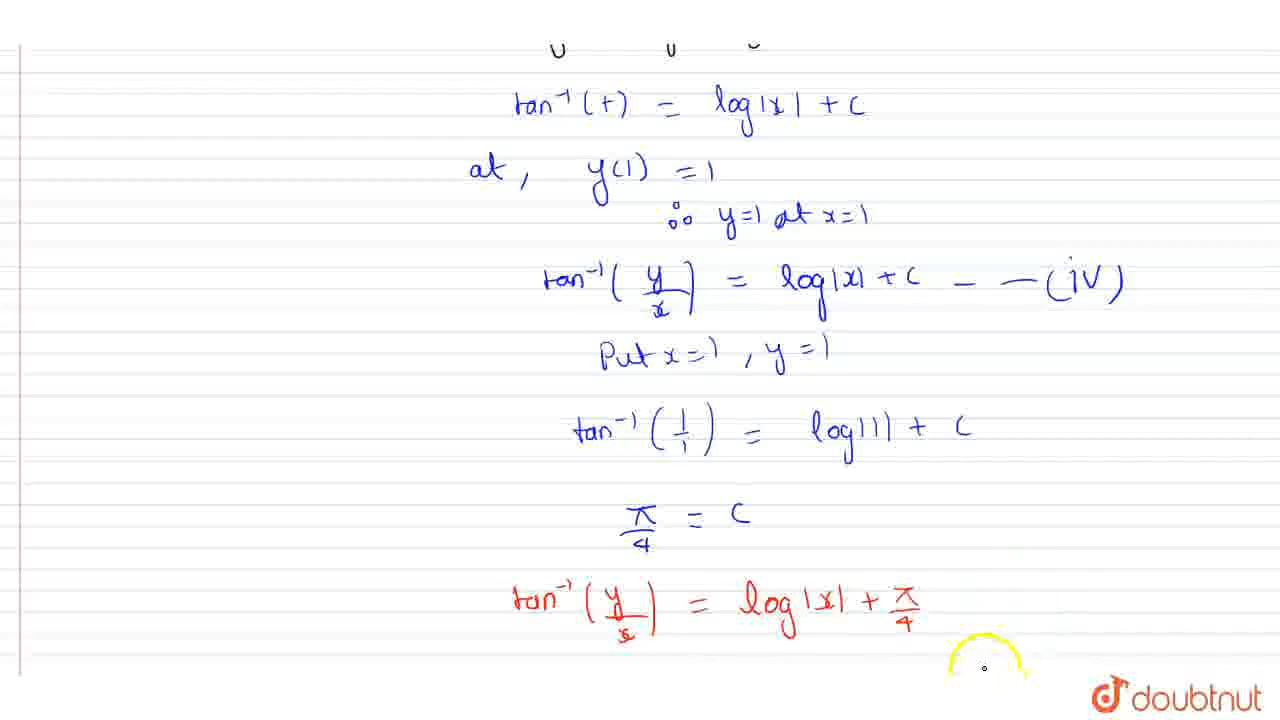 tan⁻¹(t) = log|x| + c
at, y(1) = 1
∴ y=1 at x=1
tan⁻¹(y/x) = log|x| + c - - (iv)
Put x=1, y=1
tan⁻¹(1/1) = log|1| + c
π/4 = c
tan⁻¹(y/x) = log|x| + π/4
doubtnut